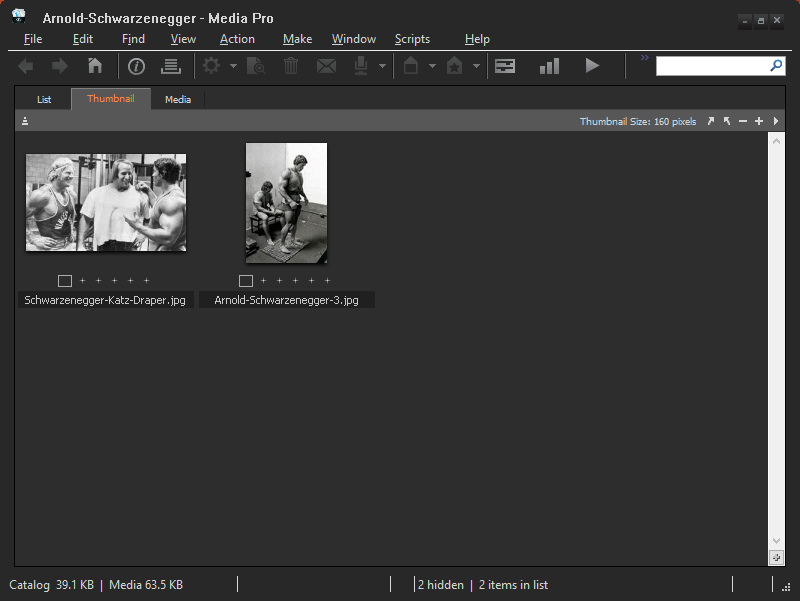 Arnold-Schwarzenegger - Media Pro
File Edit Find View Action Make Window Scripts Help
List Thumbnail Media
Thumbnail Size: 160 pixels
Schwarzenegger-Katz-Draper.jpg Arnold-Schwarzenegger-3.jpg
Catalog 39.1 KB | Media 63.5 KB 2 hidden | 2 items in list